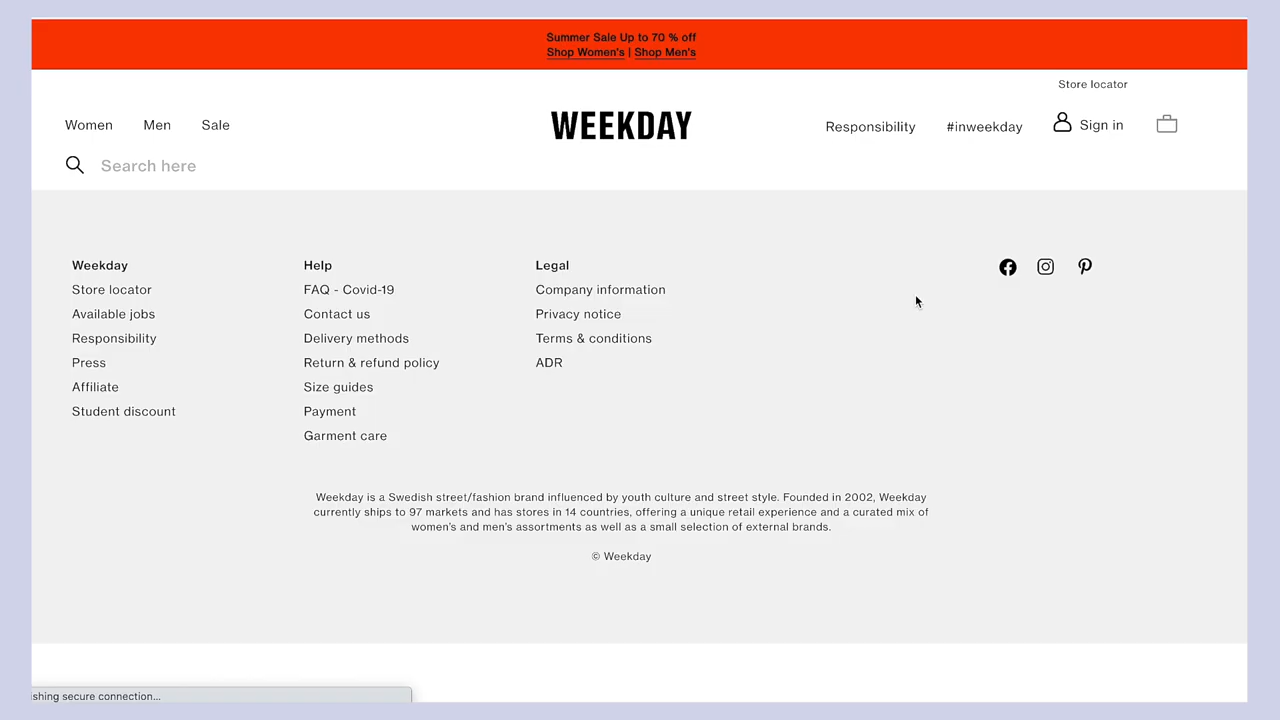 Summer Sale Up to 70 % off
Shop Women's | Shop Men's
Store locator
Women Men Sale
WEEKDAY
Responsibility #inweekday Sign in
Search here
Weekday
Store locator
Available jobs
Responsibility
Press
Affiliate
Student discount
Help
FAQ - Covid-19
Contact us
Delivery methods
Return & refund policy
Size guides
Payment
Garment care
Legal
Company information
Privacy notice
Terms & conditions
ADR
Weekday is a Swedish street/fashion brand influenced by youth culture and street style. Founded in 2002, Weekday
currently ships to 97 markets and has stores in 14 countries, offering a unique retail experience and a curated mix of
women's and men's assortments as well as a small selection of external brands.
© Weekday
ishing secure connection...